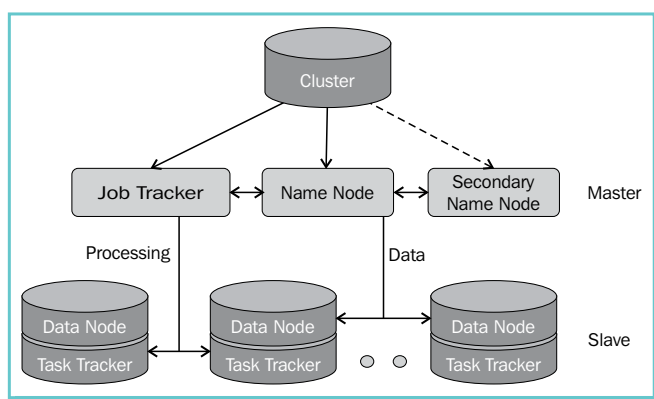 Cluster
Job Tracker
Name Node
Secondary
Name Node
Master
Processing
Data
Data Node
Task Tracker
Data Node
Task Tracker
Data Node
Task Tracker
Slave